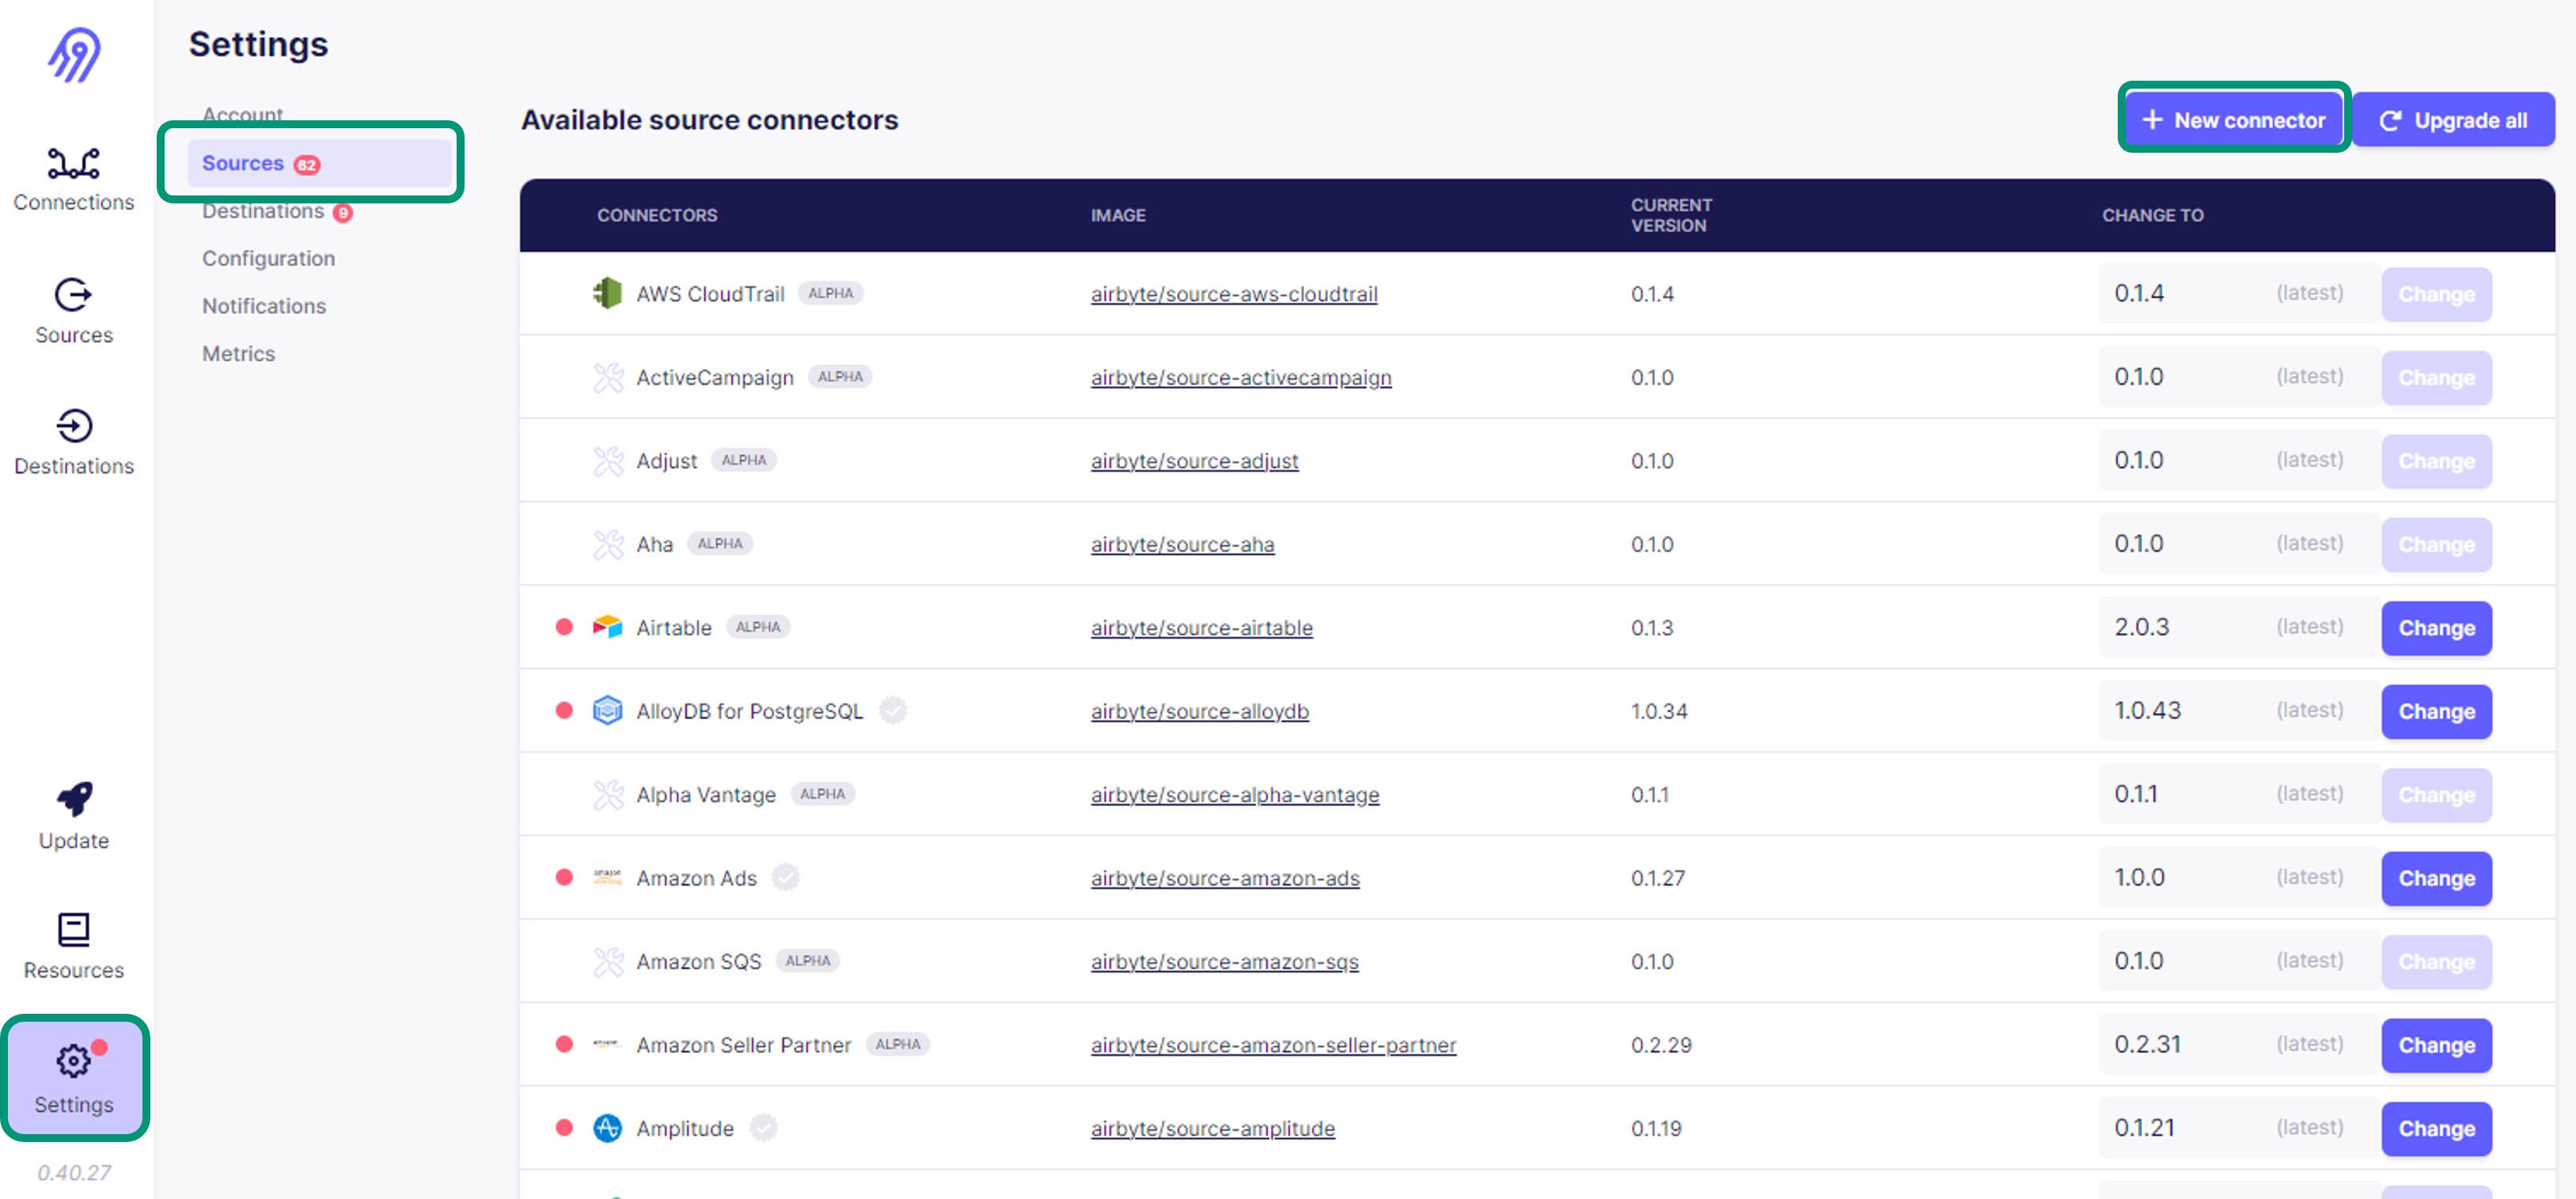 Settings
Connections
Sources
Destinations
Update
Resources
Settings
0.40.27
Account
Sources 62
Destinations 9
Configuration
Notifications
Metrics
Available source connectors
+ New connector
Upgrade all
CONNECTORS IMAGE CURRENT VERSION CHANGE TO
AWS CloudTrail ALPHA airbyte/source-aws-cloudtrail 0.1.4 0.1.4 (latest) Change
ActiveCampaign ALPHA airbyte/source-activecampaign 0.1.0 0.1.0 (latest) Change
Adjust ALPHA airbyte/source-adjust 0.1.0 0.1.0 (latest) Change
Aha ALPHA airbyte/source-aha 0.1.0 0.1.0 (latest) Change
Airtable ALPHA airbyte/source-airtable 0.1.3 2.0.3 (latest) Change
AlloyDB for PostgreSQL airbyte/source-alloydb 1.0.34 1.0.43 (latest) Change
Alpha Vantage ALPHA airbyte/source-alpha-vantage 0.1.1 0.1.1 (latest) Change
Amazon Ads airbyte/source-amazon-ads 0.1.27 1.0.0 (latest) Change
Amazon SQS ALPHA airbyte/source-amazon-sqs 0.1.0 0.1.0 (latest) Change
Amazon Seller Partner ALPHA airbyte/source-amazon-seller-partner 0.2.29 0.2.31 (latest) Change
Amplitude airbyte/source-amplitude 0.1.19 0.1.21 (latest) Change